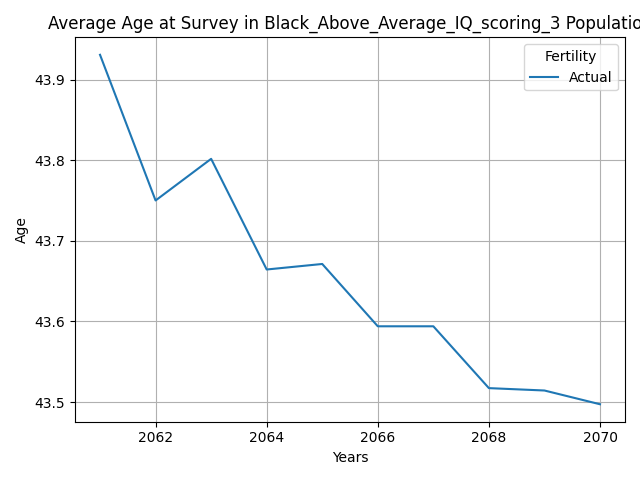 Average Age at Survey in Black_Above_Average_IQ_scoring_3 Populatio
Fertility
Actual
Age
43.9
43.8
43.7
43.6
43.5
2062 2064 2066 2068 2070
Years